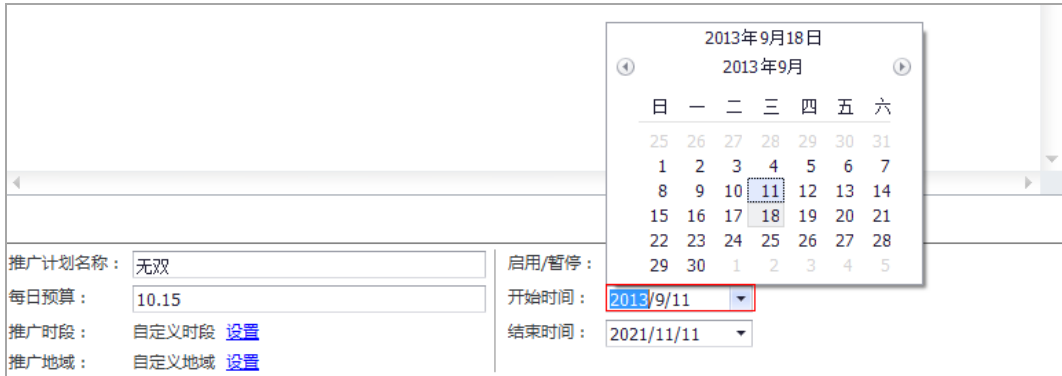 2013年9月18日
2013年9月
日 一 二 三 四 五 六
25 26 27 28 29 30 31
1 2 3 4 5 6 7
8 9 10 11 12 13 14
15 16 17 18 19 20 21
22 23 24 25 26 27 28
29 30 1 2 3 4 5
推广计划名称： 无双 启用/暂停：
每日预算： 10.15 开始时间： 2013/9/11
推广时段： 自定义时段 设置 结束时间： 2021/11/11
推广地域： 自定义地域 设置